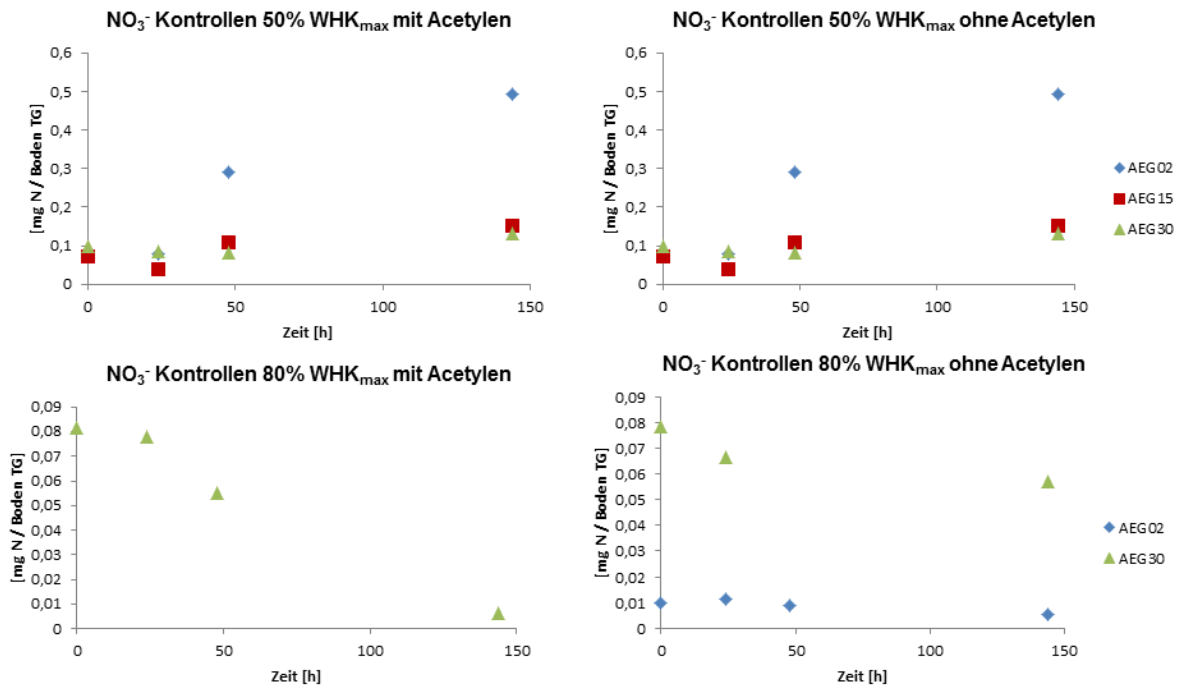 NO₃⁻ Kontrollen 50% WHKₘₐₓ mit Acetylen
[mg N / Boden TG]
0,6
0,5
0,4
0,3
0,2
0,1
0
0 50 100 150
Zeit [h]
NO₃⁻ Kontrollen 50% WHKₘₐₓ ohne Acetylen
[mg N / Boden TG]
0,6
0,5
0,4
0,3
0,2
0,1
0
0 50 100 150
Zeit [h]
AEG02
AEG15
AEG30
NO₃⁻ Kontrollen 80% WHKₘₐₓ mit Acetylen
[mg N / Boden TG]
0,09
0,08
0,07
0,06
0,05
0,04
0,03
0,02
0,01
0
0 50 100 150
Zeit [h]
NO₃⁻ Kontrollen 80% WHKₘₐₓ ohne Acetylen
[mg N / Boden TG]
0,09
0,08
0,07
0,06
0,05
0,04
0,03
0,02
0,01
0
0 50 100 150
Zeit [h]
AEG02
AEG30